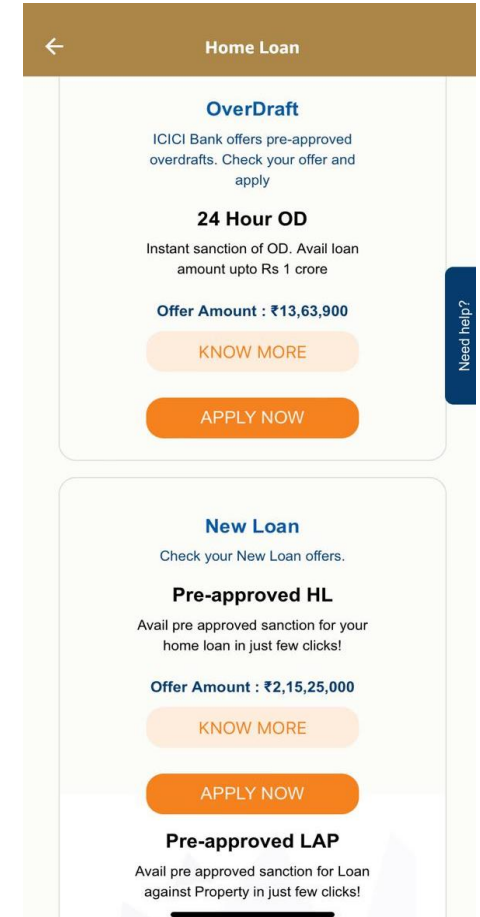 Home Loan
OverDraft
ICICI Bank offers pre-approved
overdrafts. Check your offer and
apply
24 Hour OD
Instant sanction of OD. Avail loan
amount upto Rs 1 crore
Offer Amount : ₹13,63,900
KNOW MORE
APPLY NOW
Need help?
New Loan
Check your New Loan offers.
Pre-approved HL
Avail pre approved sanction for your
home loan in just few clicks!
Offer Amount : ₹2,15,25,000
KNOW MORE
APPLY NOW
Pre-approved LAP
Avail pre approved sanction for Loan
against Property in just few clicks!